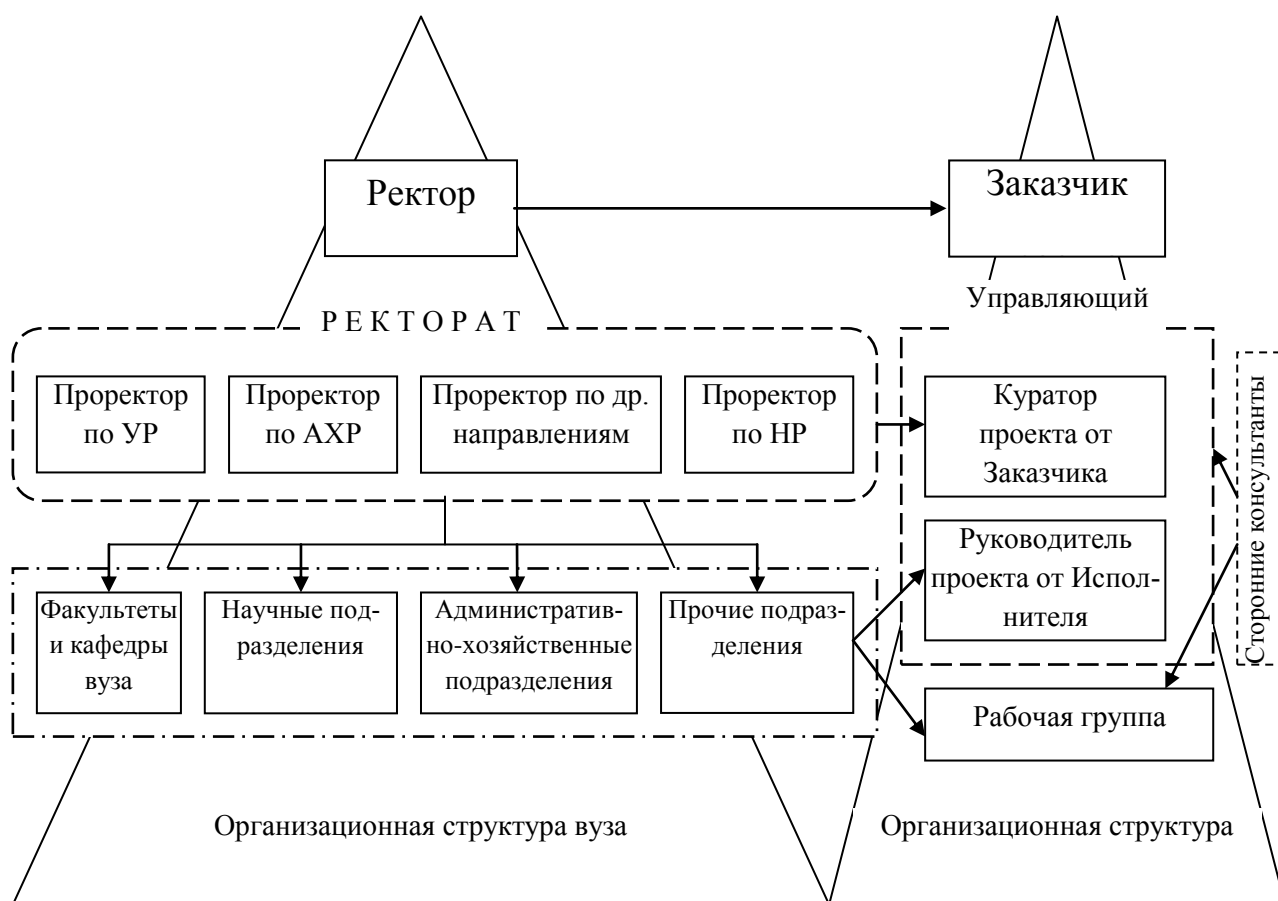 Ректор
Заказчик
Управляющий
Р Е К Т О Р А Т
Проректор
по УР
Проректор
по АХР
Проректор по др.
направлениям
Проректор
по НР
Куратор
проекта от
Заказчика
Сторонние консультанты
Руководитель
проекта от Испол-
нителя
Факультеты
и кафедры
вуза
Научные под-
разделения
Административ-
но-хозяйственные
подразделения
Прочие подраз-
деления
Рабочая группа
Организационная структура вуза
Организационная структура